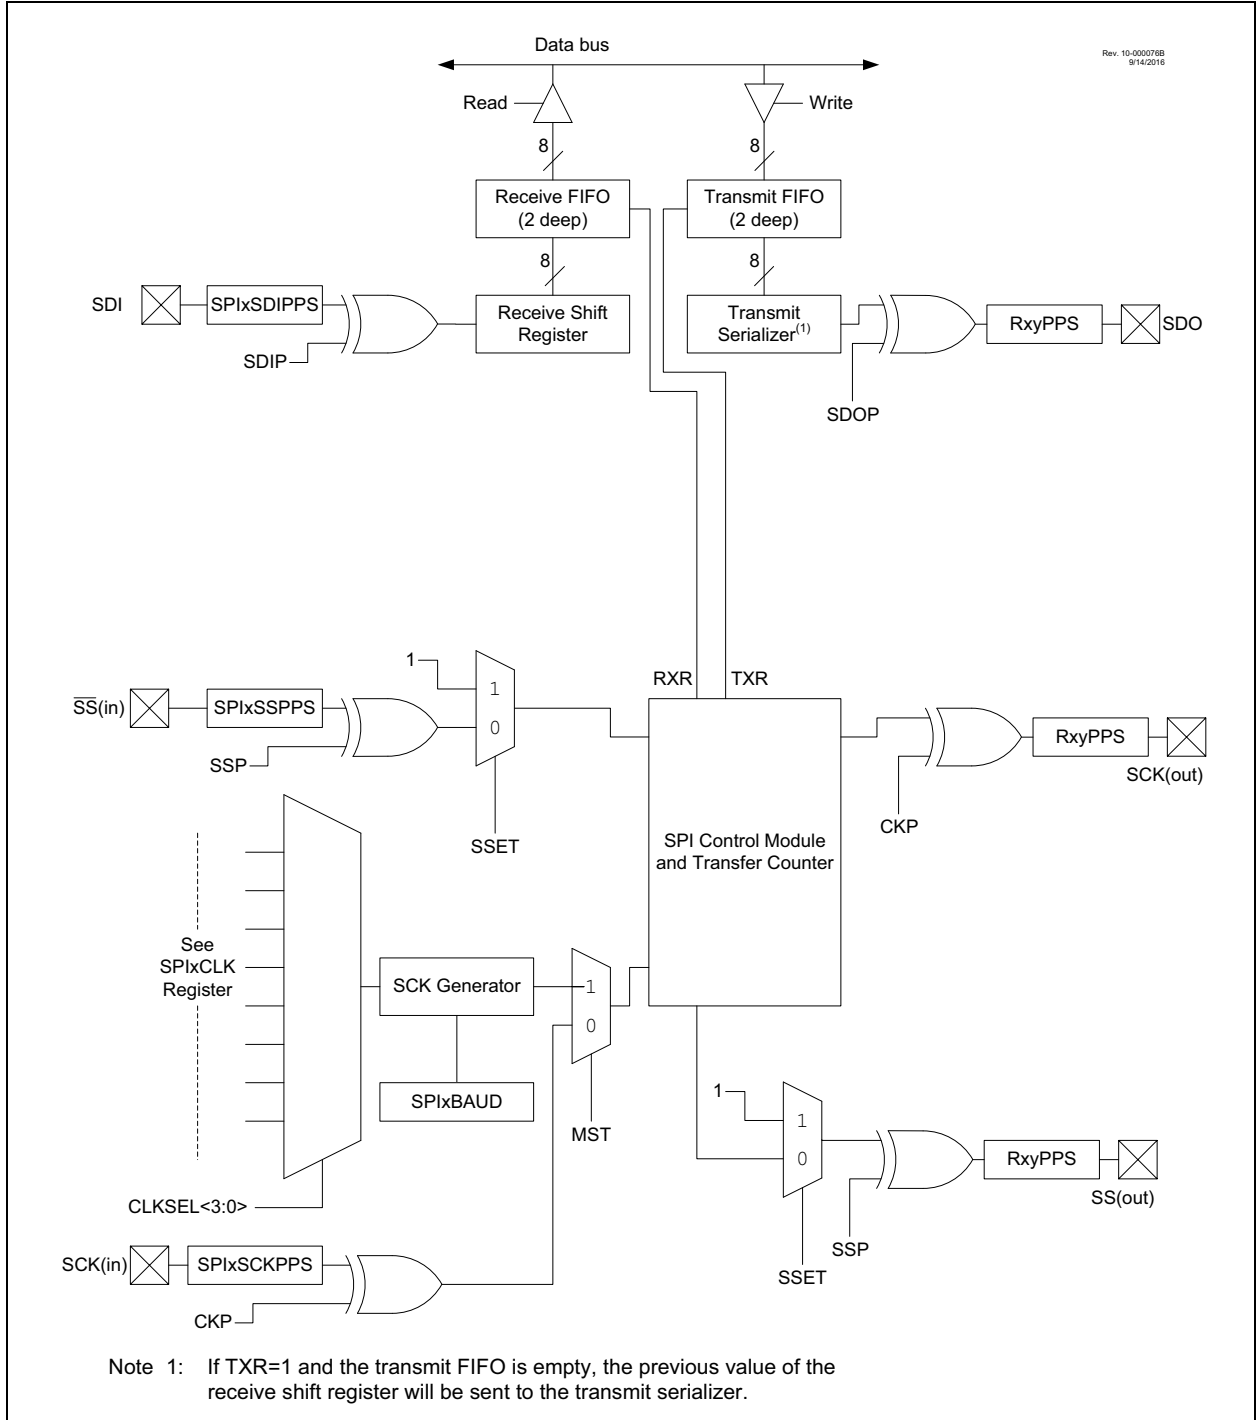 Data bus
Rev. 10-000076B
9/14/2016
Read
Write
8
8
Receive FIFO
(2 deep)
Transmit FIFO
(2 deep)
8
8
SDI
SPIxSDIPPS
SDIP
Receive Shift
Register
Transmit
Serializer(1)
SDOP
RxyPPS
SDO
RXR
TXR
1
1
0
SS(in)
SPIxSSPPS
SSP
SSET
SPI Control Module
and Transfer Counter
CKP
RxyPPS
SCK(out)
See
SPIxCLK
Register
SCK Generator
SPIxBAUD
1
0
MST
CLKSEL<3:0>
1
1
0
SSET
SSP
RxyPPS
SS(out)
SCK(in)
SPIxSCKPPS
CKP
Note 1: If TXR=1 and the transmit FIFO is empty, the previous value of the
receive shift register will be sent to the transmit serializer.